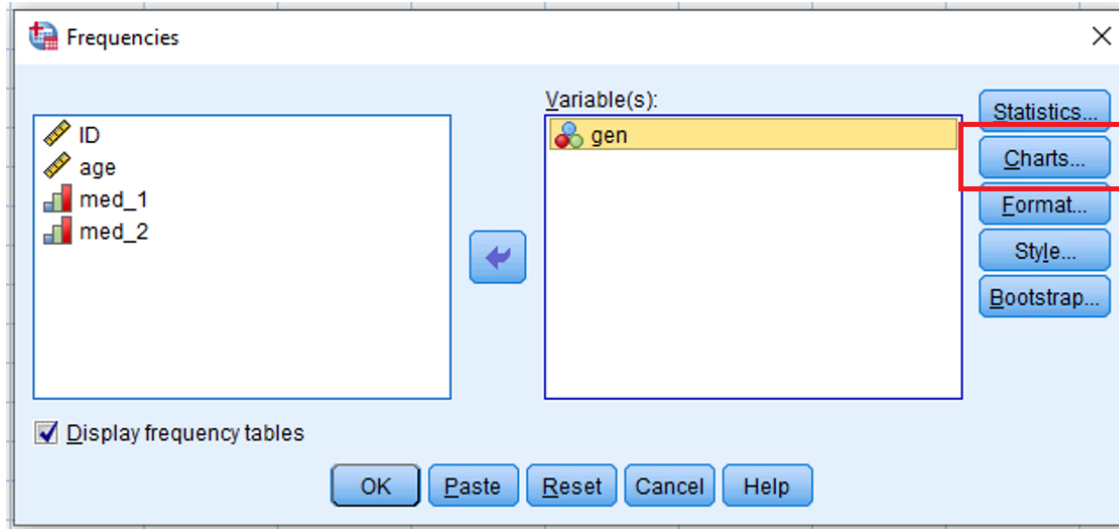 Frequencies
ID
age
med_1
med_2
Variable(s):
gen
Statistics...
Charts...
Format...
Style...
Bootstrap...
Display frequency tables
OK Paste Reset Cancel Help